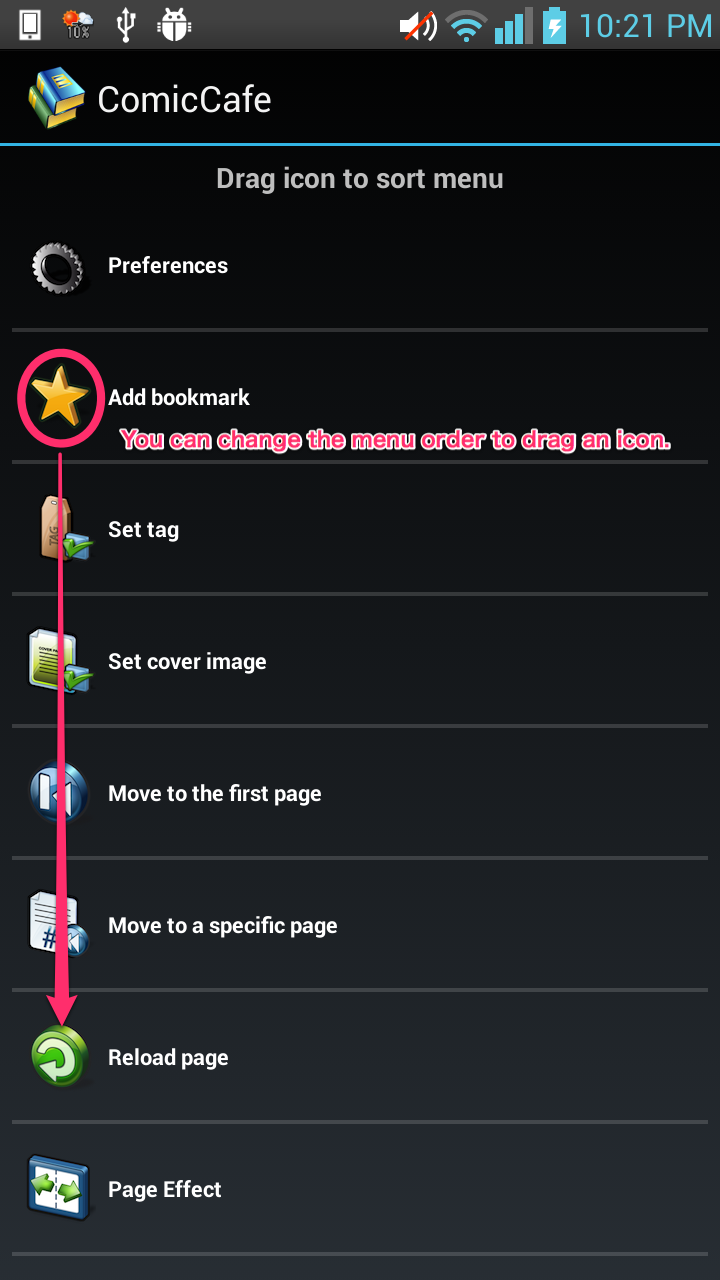 10%
10:21 PM
ComicCafe
Drag icon to sort menu
Preferences
Add bookmark
You can change the menu order to drag an icon.
TAG
Set tag
Set cover image
Move to the first page
#
Move to a specific page
Reload page
Page Effect